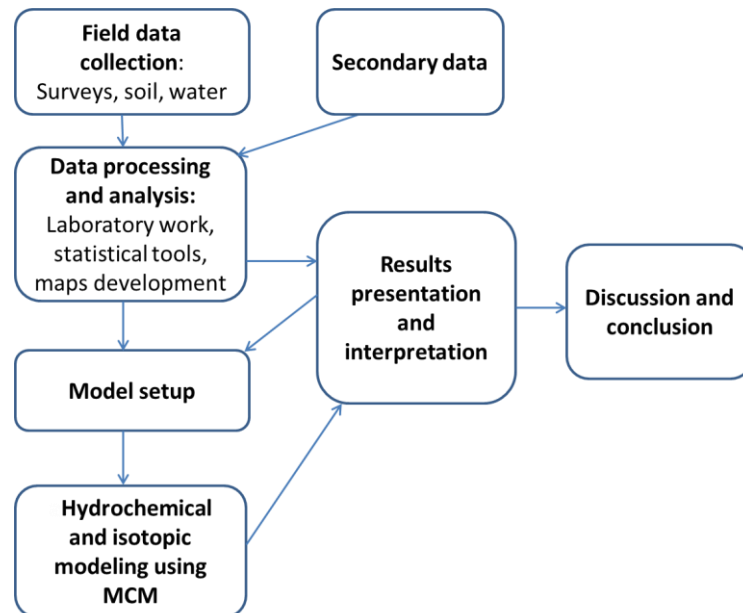 Field data
collection:
Surveys, soil, water
Secondary data
Data processing
and analysis:
Laboratory work,
statistical tools,
maps development
Results
presentation
and
interpretation
Discussion and
conclusion
Model setup
Hydrochemical
and isotopic
modeling using
MCM